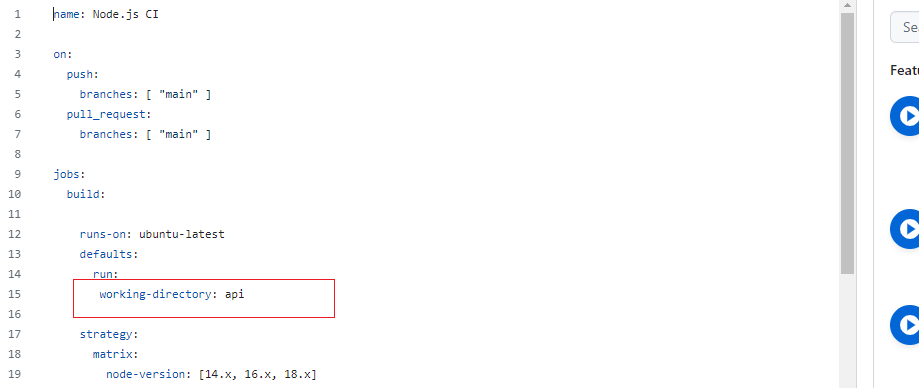 1 name: Node.js CI
2
3 on:
4   push:
5     branches: [ "main" ]
6   pull_request:
7     branches: [ "main" ]
8
9 jobs:
10   build:
11
12     runs-on: ubuntu-latest
13     defaults:
14       run:
15        working-directory: api
16
17     strategy:
18       matrix:
19         node-version: [14.x, 16.x, 18.x]
Sea
Featu